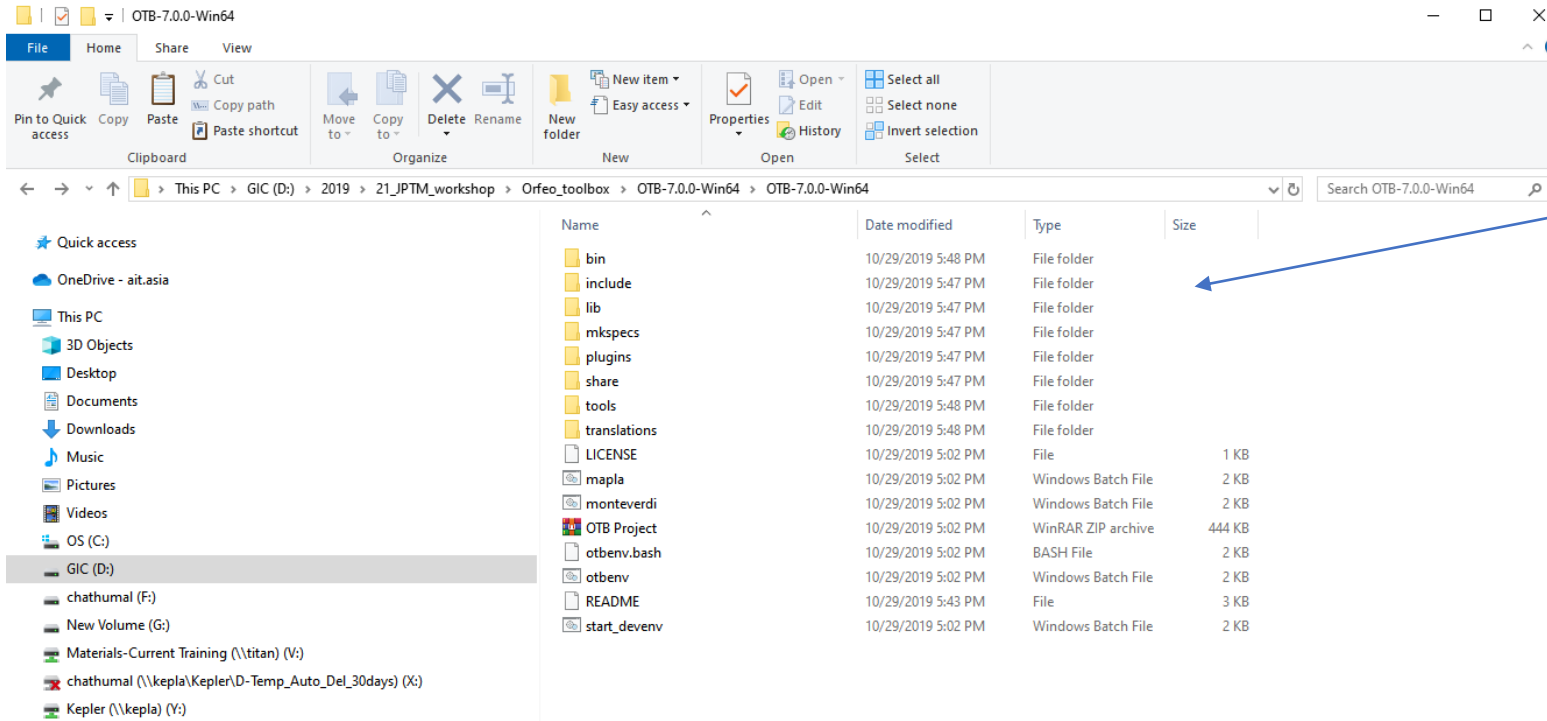 OTB-7.0.0-Win64
File Home Share View
Pin to Quick access
Copy
Paste
Cut
Copy path
Paste shortcut
Clipboard
Move to
Copy to
Delete
Rename
Organize
New folder
New item
Easy access
New
Properties
Open
Edit
History
Open
Select all
Select none
Invert selection
Select
This PC > GIC (D:) > 2019 > 21_JPTM_workshop > Orfeo_toolbox > OTB-7.0.0-Win64 > OTB-7.0.0-Win64
Search OTB-7.0.0-Win64
Quick access
OneDrive - ait.asia
This PC
3D Objects
Desktop
Documents
Downloads
Music
Pictures
Videos
OS (C:)
GIC (D:)
chathumal (F:)
New Volume (G:)
Materials-Current Training (\\titan) (V:)
chathumal (\\kepla\Kepler\D-Temp_Auto_Del_30days) (X:)
Kepler (\\kepla) (Y:)
Name Date modified Type Size
bin 10/29/2019 5:48 PM File folder
include 10/29/2019 5:47 PM File folder
lib 10/29/2019 5:47 PM File folder
mkspecs 10/29/2019 5:47 PM File folder
plugins 10/29/2019 5:47 PM File folder
share 10/29/2019 5:47 PM File folder
tools 10/29/2019 5:48 PM File folder
translations 10/29/2019 5:48 PM File folder
LICENSE 10/29/2019 5:02 PM File 1 KB
mapla 10/29/2019 5:02 PM Windows Batch File 2 KB
monteverdi 10/29/2019 5:02 PM Windows Batch File 2 KB
OTB Project 10/29/2019 5:02 PM WinRAR ZIP archive 444 KB
otbenv.bash 10/29/2019 5:02 PM BASH File 2 KB
otbenv 10/29/2019 5:02 PM Windows Batch File 2 KB
README 10/29/2019 5:43 PM File 3 KB
start_devenv 10/29/2019 5:02 PM Windows Batch File 2 KB